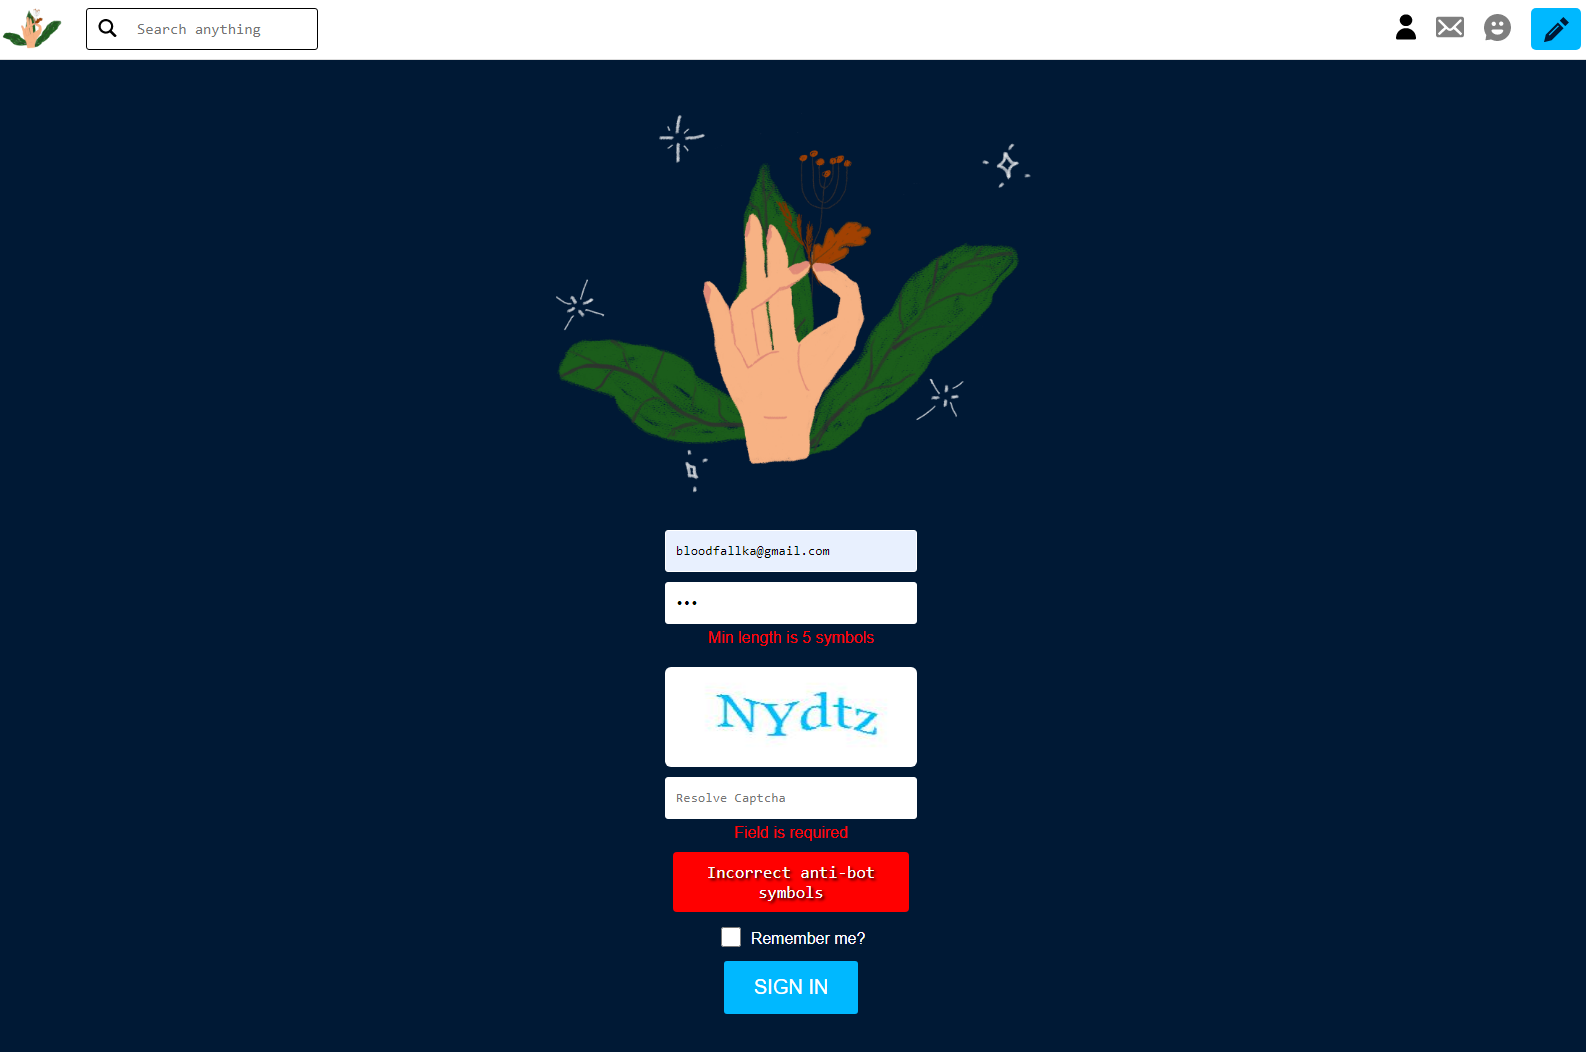 Search anything
bloodfallka@gmail.com
•••
Min length is 5 symbols
NYdtz
Resolve Captcha
Field is required
Incorrect anti-bot
symbols
Remember me?
SIGN IN